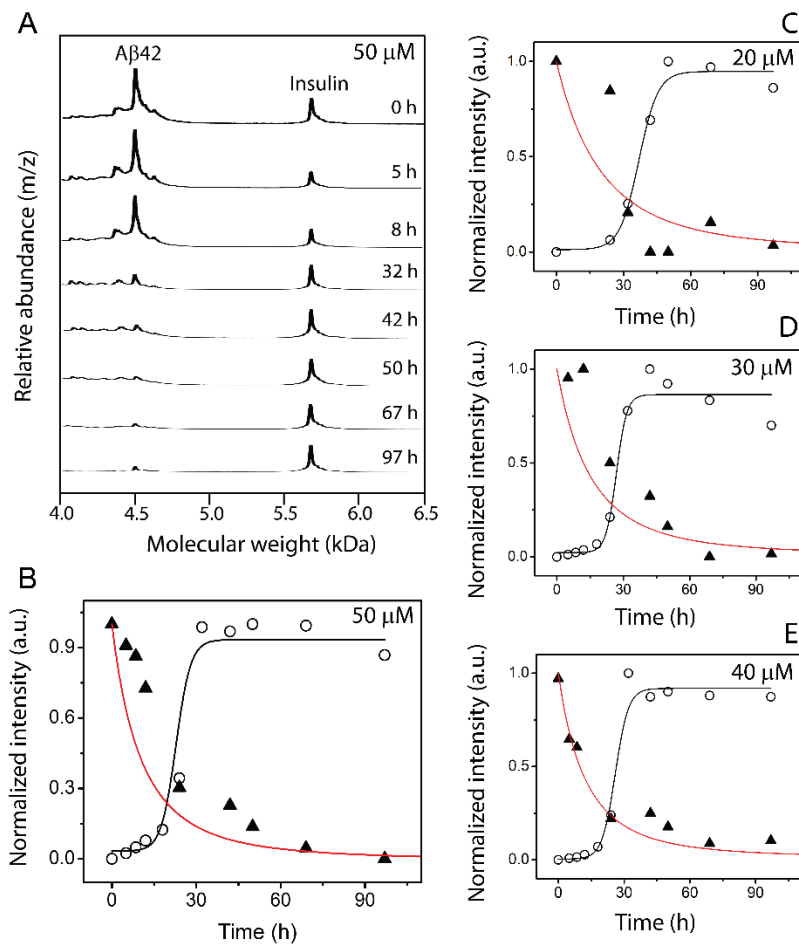 A
Aβ42
50 μM
Insulin
0 h
5 h
8 h
32 h
42 h
50 h
67 h
97 h
Relative abundance (m/z)
4.0 4.5 5.0 5.5 6.0 6.5
Molecular weight (kDa)
B
50 μM
Normalized intensity (a.u.)
0.9
0.6
0.3
0.0
0 30 60 90
Time (h)
C
20 μM
Normalized intensity (a.u.)
1.0
0.5
0.0
0 30 60 90
Time (h)
D
30 μM
Normalized intensity (a.u.)
1.0
0.5
0.0
0 30 60 90
Time (h)
E
40 μM
Normalized intensity (a.u.)
1.0
0.5
0.0
0 30 60 90
Time (h)